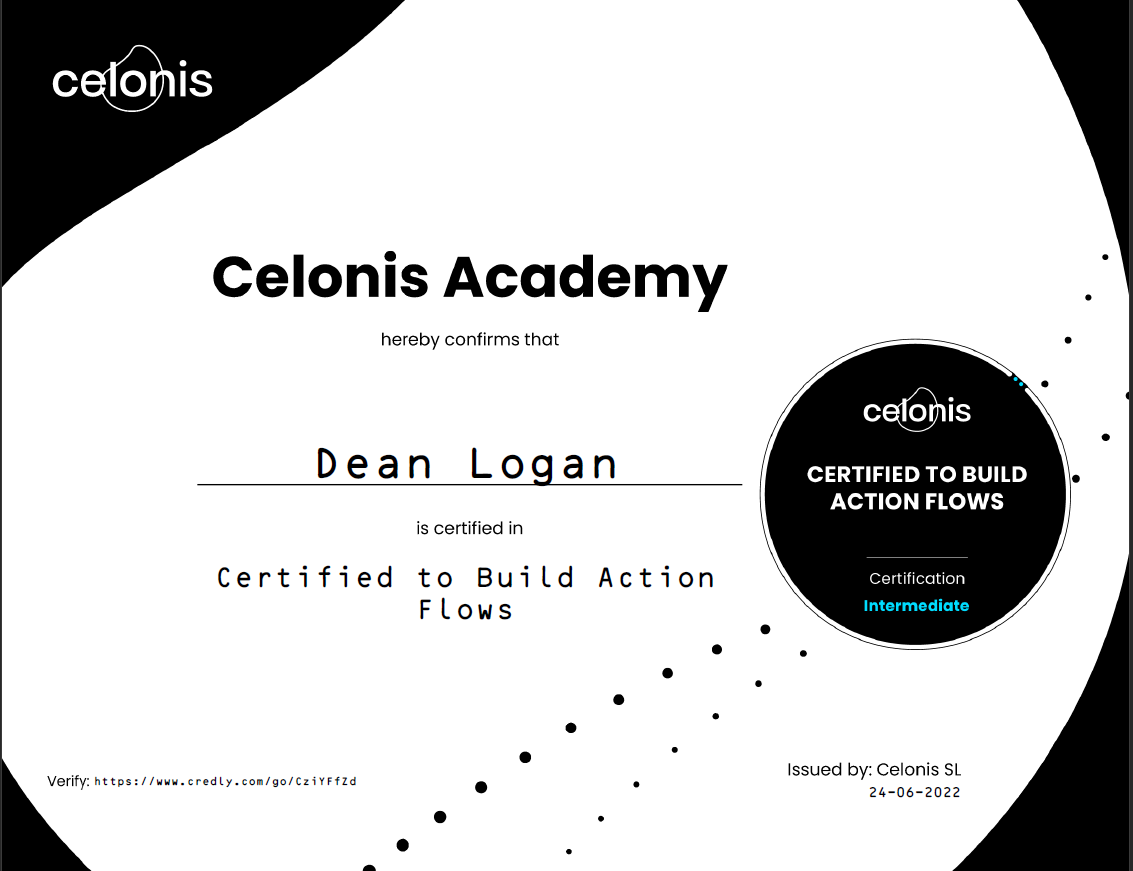 celonis
Celonis Academy
hereby confirms that
Dean Logan
is certified in
Certified to Build Action
Flows
celonis
CERTIFIED TO BUILD
ACTION FLOWS
Certification
Intermediate
Verify: https://www.credly.com/go/CziYFfZd
Issued by: Celonis SL
24-06-2022